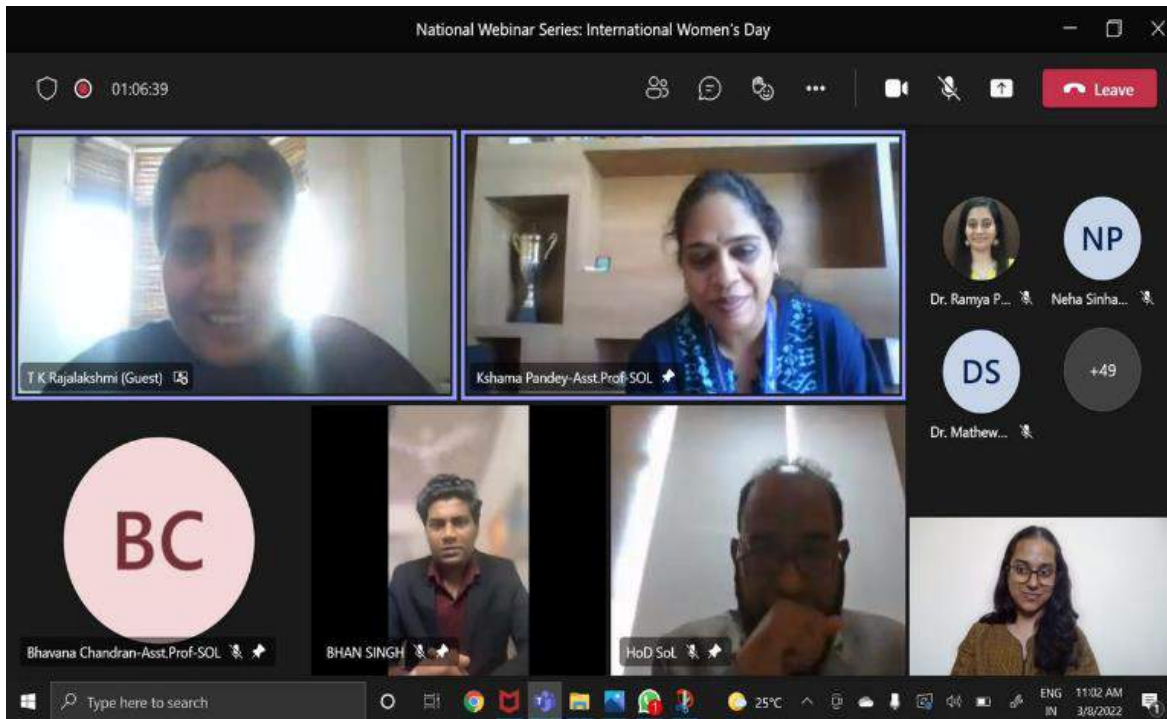 National Webinar Series: International Women's Day
01:06:39
Leave
T K Rajalakshmi (Guest)
Kshama Pandey-Asst.Prof-SOL
Dr. Ramya P...
NP
Neha Sinha...
DS
Dr. Mathew...
+49
BC
Bhavana Chandran-Asst.Prof-SOL
BHAN SINGH
HoD SoL
Type here to search
25°C
ENG
IN
11:02 AM
3/8/2022